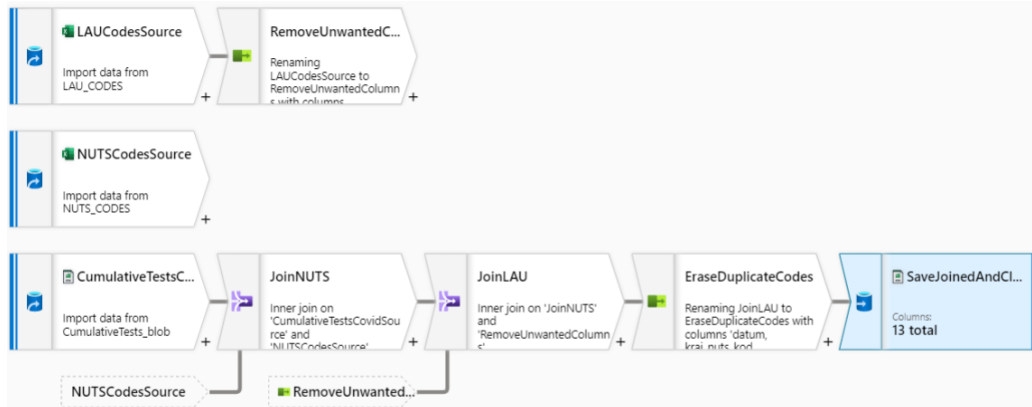 LAUCodesSource
Import data from
LAU_CODES
+
RemoveUnwantedC...
Renaming
LAUCodesSource to
RemoveUnwantedColumn
s with columns
+
NUTSCodesSource
Import data from
NUTS_CODES
+
CumulativeTestsC...
Import data from
CumulativeTests_blob
+
JoinNUTS
Inner join on
'CumulativeTestsCovidSou
rce' and
'NUTSCodesSource'
+
JoinLAU
Inner join on 'JoinNUTS'
and
'RemoveUnwantedColumn
s'
+
EraseDuplicateCodes
Renaming JoinLAU to
EraseDuplicateCodes with
columns 'datum,
kraj_nuts_kod
+
SaveJoinedAndCl...
Columns:
13 total
NUTSCodesSource
RemoveUnwanted...